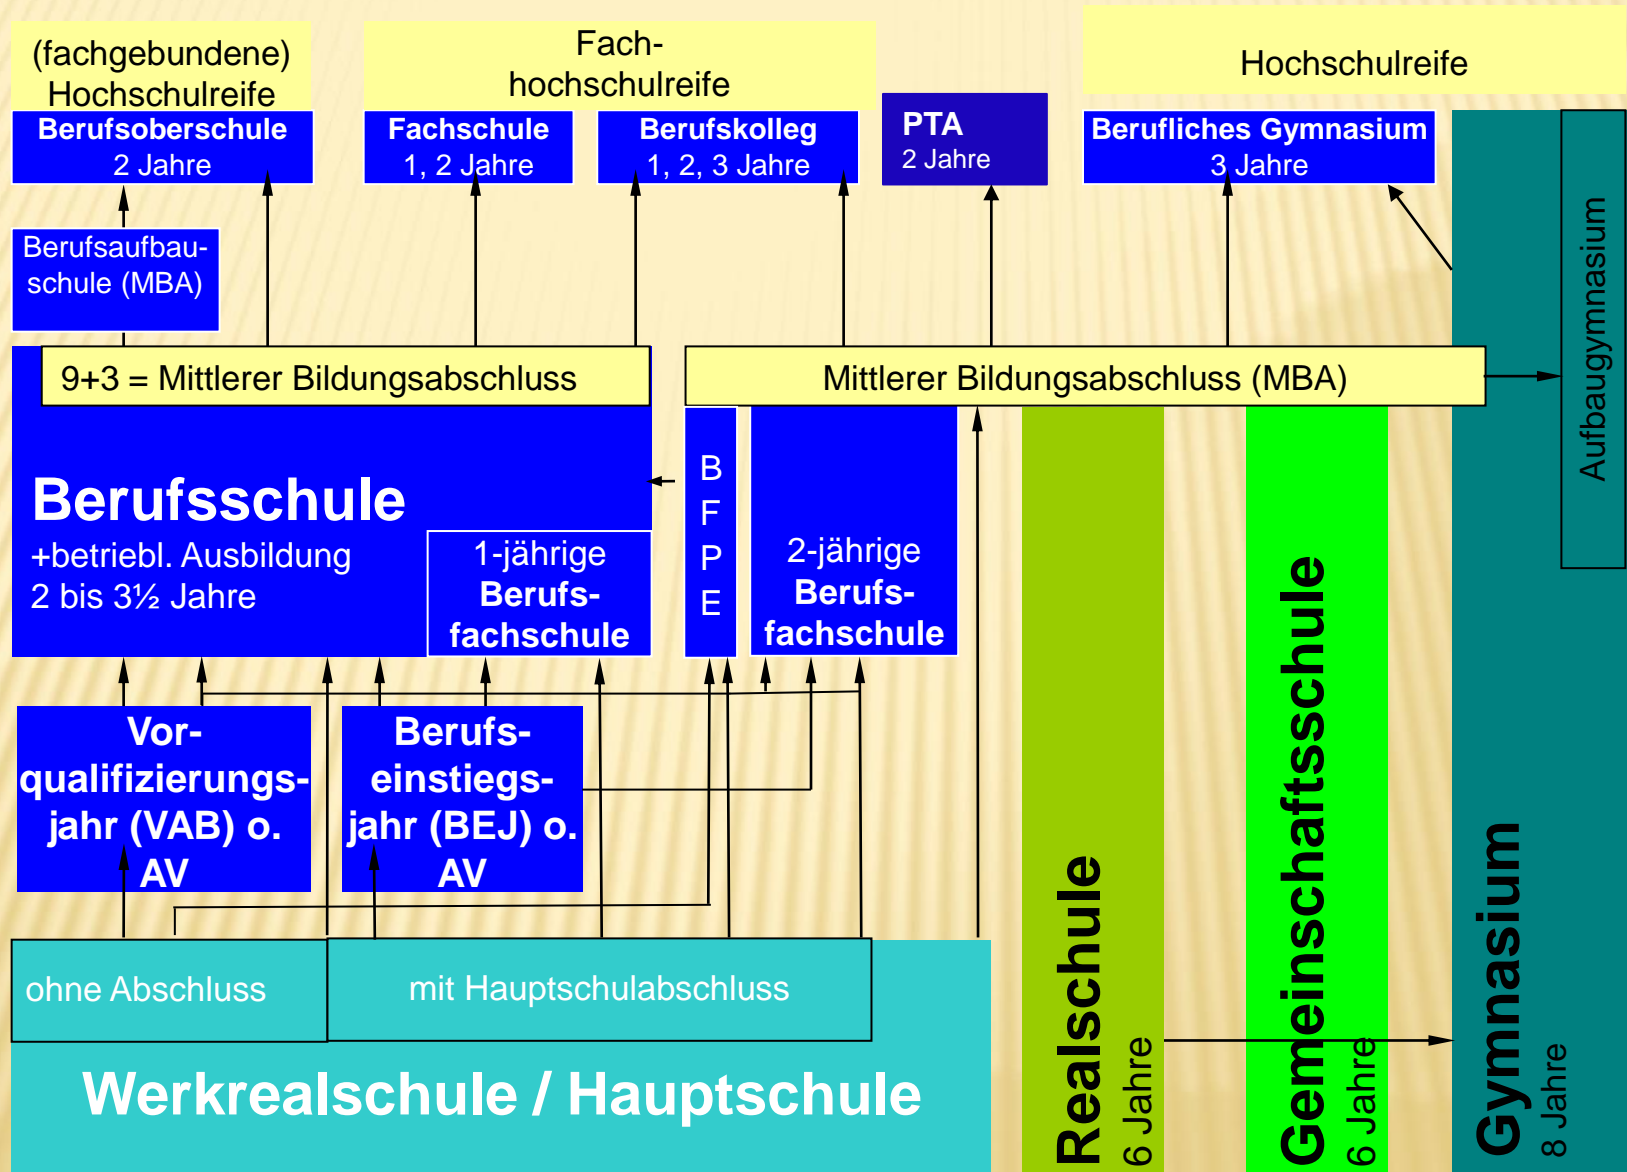 (fachgebundene)
Hochschulreife
Fach-
hochschulreife
Hochschulreife
Berufsoberschule
2 Jahre
Fachschule
1, 2 Jahre
Berufskolleg
1, 2, 3 Jahre
PTA
2 Jahre
Berufliches Gymnasium
3 Jahre
Berufsaufbau-
schule (MBA)
Aufbaugymnasium
9+3 = Mittlerer Bildungsabschluss
Mittlerer Bildungsabschluss (MBA)
Berufsschule
+betriebl. Ausbildung
2 bis 3½ Jahre
1-jährige
Berufs-
fachschule
B
F
P
E
2-jährige
Berufs-
fachschule
Vor-
qualifizierungs-
jahr (VAB) o.
AV
Berufs-
einstiegs-
jahr (BEJ) o.
AV
ohne Abschluss
mit Hauptschulabschluss
Werkrealschule / Hauptschule
Realschule
6 Jahre
Gemeinschaftsschule
6 Jahre
Gymnasium
8 Jahre